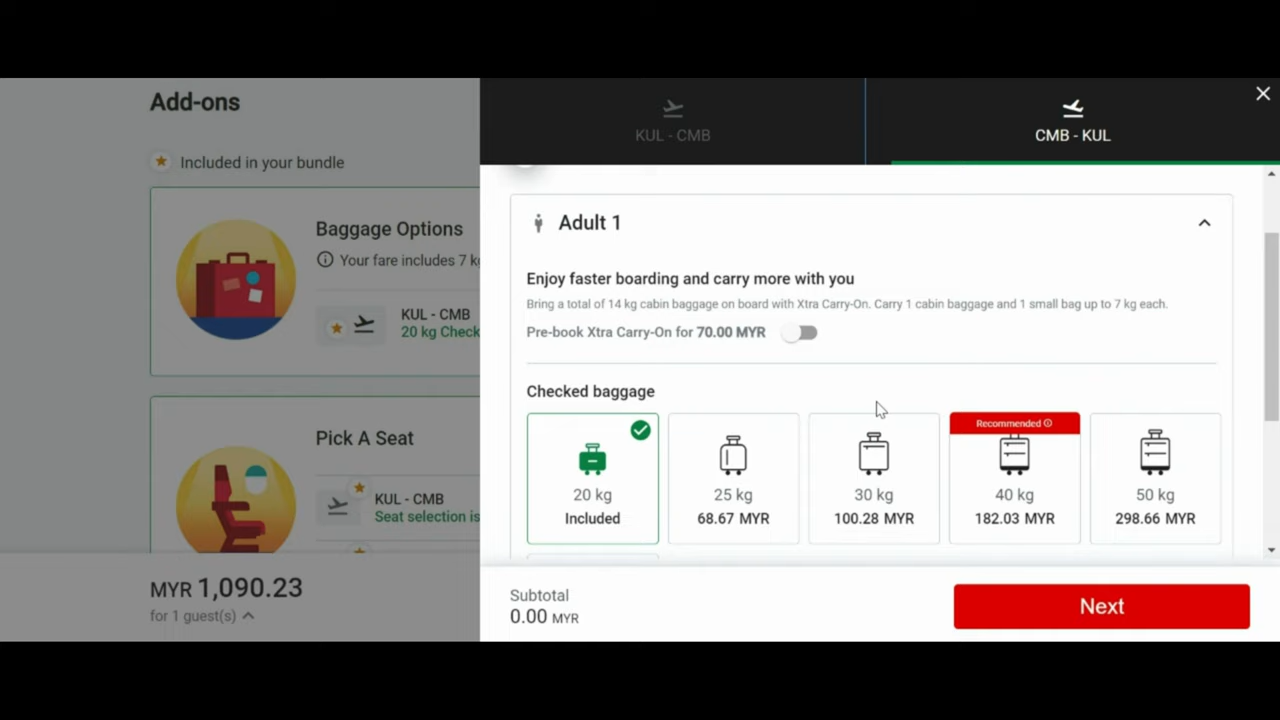 Add-ons
Included in your bundle
Baggage Options
Your fare includes 7 k
KUL - CMB
20 kg Check
Pick A Seat
KUL - CMB
Seat selection is
MYR 1,090.23
for 1 guest(s)
KUL - CMB
CMB - KUL
Adult 1
Enjoy faster boarding and carry more with you
Bring a total of 14 kg cabin baggage on board with Xtra Carry-On. Carry 1 cabin baggage and 1 small bag up to 7 kg each.
Pre-book Xtra Carry-On for 70.00 MYR
Checked baggage
Recommended
20 kg 25 kg 30 kg 40 kg 50 kg
Included 68.67 MYR 100.28 MYR 182.03 MYR 298.66 MYR
Subtotal
0.00 MYR
Next